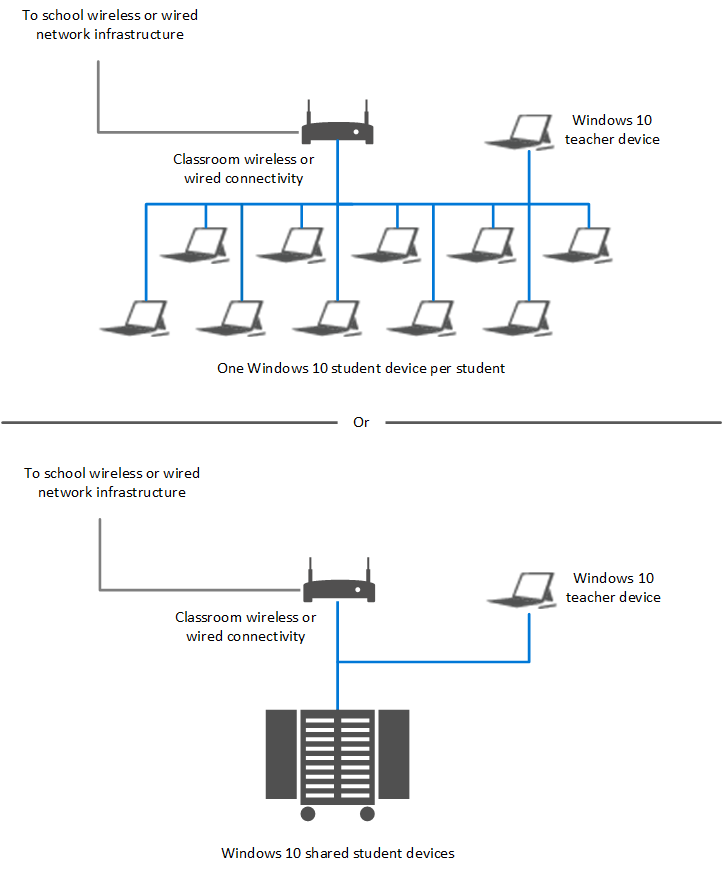 To school wireless or wired
network infrastructure
Windows 10
teacher device
Classroom wireless or
wired connectivity
One Windows 10 student device per student
Or
To school wireless or wired
network infrastructure
Windows 10
teacher device
Classroom wireless or
wired connectivity
Windows 10 shared student devices